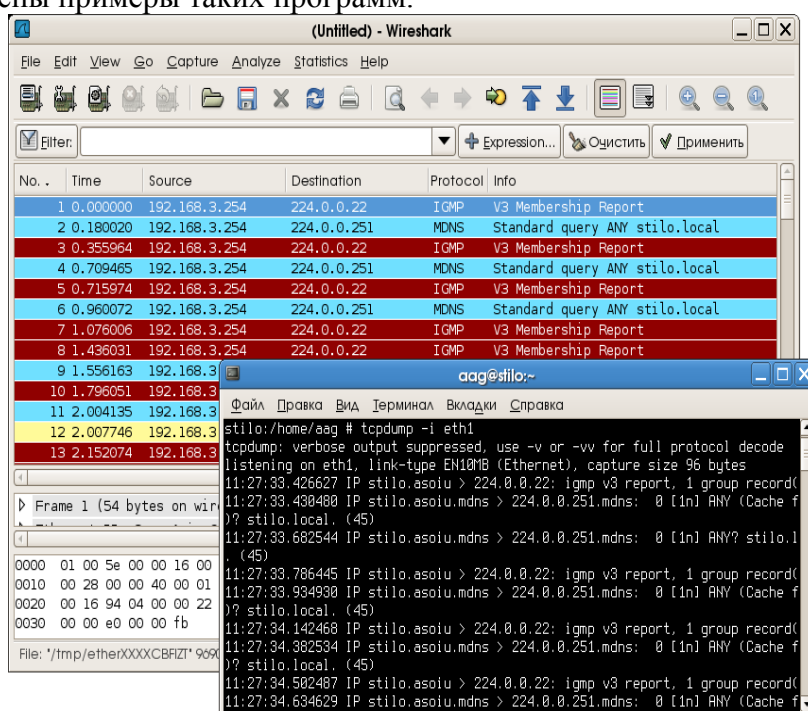 ены примеры таких программ.
(Untitled) - Wireshark
File Edit View Go Capture Analyze Statistics Help
Filter: Expression... Очистить Применить
No. . Time Source Destination Protocol Info
1 0.000000 192.168.3.254 224.0.0.22 IGMP V3 Membership Report
2 0.180020 192.168.3.254 224.0.0.251 MDNS Standard query ANY stilo.local
3 0.355964 192.168.3.254 224.0.0.22 IGMP V3 Membership Report
4 0.709465 192.168.3.254 224.0.0.251 MDNS Standard query ANY stilo.local
5 0.715974 192.168.3.254 224.0.0.22 IGMP V3 Membership Report
6 0.960072 192.168.3.254 224.0.0.251 MDNS Standard query ANY stilo.local
7 1.076006 192.168.3.254 224.0.0.22 IGMP V3 Membership Report
8 1.436031 192.168.3.254 224.0.0.22 IGMP V3 Membership Report
9 1.556163 192.168.3
10 1.796051 192.168.3
11 2.004135 192.168.3
12 2.007746 192.168.3
13 2.152074 192.168.3
Frame 1 (54 bytes on wir
0000 01 00 5e 00 00 16 00
0010 00 28 00 00 40 00 01
0020 00 16 94 04 00 00 22
0030 00 00 e0 00 00 fb
File: "/tmp/etherXXXXCBFIZT" 969
aag@stilo:~
Файл Правка Вид Терминал Вкладки Справка
stilo:/home/aag # tcpdump -i eth1
tcpdump: verbose output suppressed, use -v or -vv for full protocol decode
listening on eth1, link-type EN10MB (Ethernet), capture size 96 bytes
11:27:33.426627 IP stilo.asoiu > 224.0.0.22: igmp v3 report, 1 group record(
11:27:33.430480 IP stilo.asoiu.mdns > 224.0.0.251.mdns: 0 [1n] ANY (Cache f
)? stilo.local. (45)
11:27:33.682544 IP stilo.asoiu.mdns > 224.0.0.251.mdns: 0 [1n] ANY? stilo.l
. (45)
11:27:33.786445 IP stilo.asoiu > 224.0.0.22: igmp v3 report, 1 group record(
11:27:33.934930 IP stilo.asoiu.mdns > 224.0.0.251.mdns: 0 [1n] ANY (Cache f
)? stilo.local. (45)
11:27:34.142468 IP stilo.asoiu > 224.0.0.22: igmp v3 report, 1 group record(
11:27:34.382534 IP stilo.asoiu.mdns > 224.0.0.251.mdns: 0 [1n] ANY (Cache f
)? stilo.local. (45)
11:27:34.502487 IP stilo.asoiu > 224.0.0.22: igmp v3 report, 1 group record(
11:27:34.634629 IP stilo.asoiu.mdns > 224.0.0.251.mdns: 0 [1n] ANY (Cache f